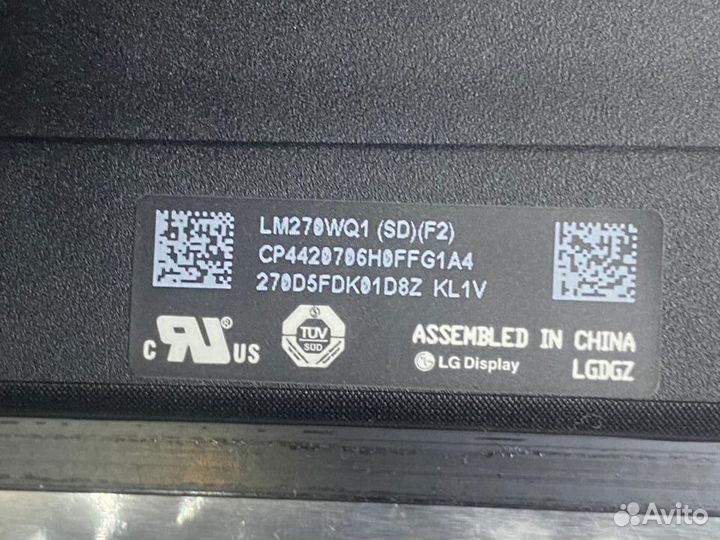 LM270WQ1 (SD)(F2)
CP4420706H0FFG1A4
270D5FDK01D8Z KL1V
C US
TÜV
SÜD
ASSEMBLED IN CHINA
LG Display
LGDGZ
Avito